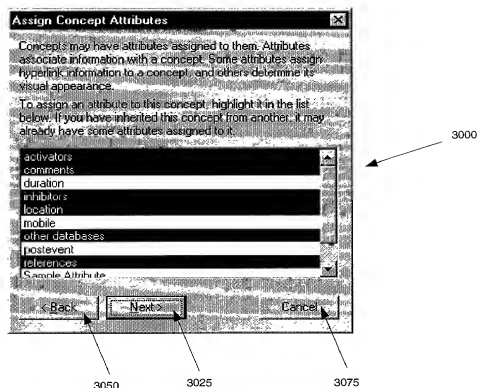 Assign Concept Attributes
Concepts may have attributes assigned to them. Attributes
associate information with a concept. Some attributes assign
hyperlink information to a concept, and others determine its
visual appearance.
To assign an attribute to this concept, highlight it in the list
below. If you have inherited this concept from another, it may
already have some attributes assigned to it.
activators
comments
duration
inhibitors
location
mobile
other databases
postevent
references
Sample Attribute
< Back
Next >
Cancel
3000
3050
3025
3075